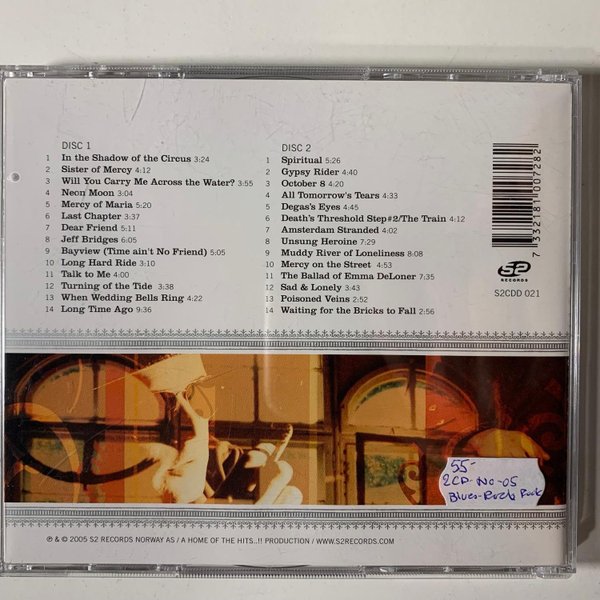 DISC 1
1 In the Shadow of the Circus 3:24
2 Sister of Mercy 4:12
3 Will You Carry Me Across the Water? 3:55
4 Neon Moon 3:04
5 Mercy of Maria 5:20
6 Last Chapter 3:37
7 Dear Friend 5:11
8 Jeff Bridges 6:05
9 Bayview (Time ain't No Friend) 5:05
10 Long Hard Ride 3:10
11 Talk to Me 4:00
12 Turning of the Tide 3:38
13 When Wedding Bells Ring 4:22
14 Long Time Ago 9:36
DISC 2
1 Spiritual 5:26
2 Gypsy Rider 4:40
3 October 8 4:20
4 All Tomorrow's Tears 4:33
5 Degas's Eyes 4:45
6 Death's Threshold Step#2/The Train 4:12
7 Amsterdam Stranded 4:02
8 Unsung Heroine 7:29
9 Muddy River of Loneliness 8:08
10 Mercy on the Street 4:53
11 The Ballad of Emma DeLoner 7:35
12 Sad & Lonely 3:13
13 Poisoned Veins 2:52
14 Waiting for the Bricks to Fall 2:56
7 332181 007282
S2
RECORDS
S2CDD 021
55-
2CD-NO-05
Blues-Rock Rock
℗ & © 2005 S2 RECORDS NORWAY AS / A HOME OF THE HITS..!! PRODUCTION / WWW.S2RECORDS.COM